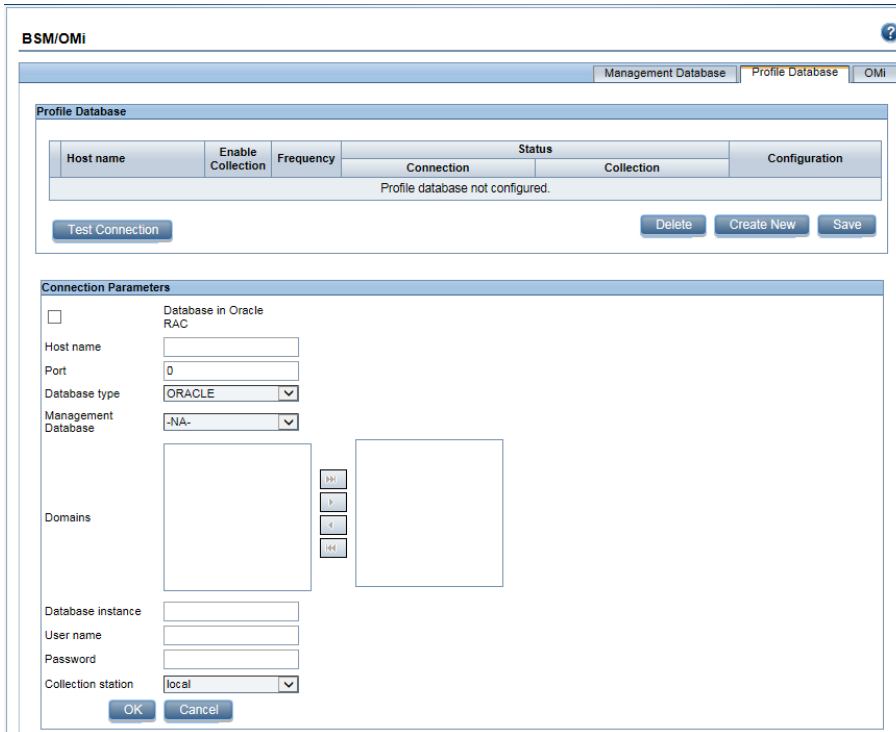 BSM/OMi
?
Management Database
Profile Database
OMi
Profile Database
Host name
Enable
Collection
Frequency
Status
Connection
Collection
Configuration
Profile database not configured.
Test Connection
Delete
Create New
Save
Connection Parameters
Database in Oracle
RAC
Host name
Port
0
Database type
ORACLE
Management
Database
-NA-
Domains
Database instance
User name
Password
Collection station
local
OK
Cancel